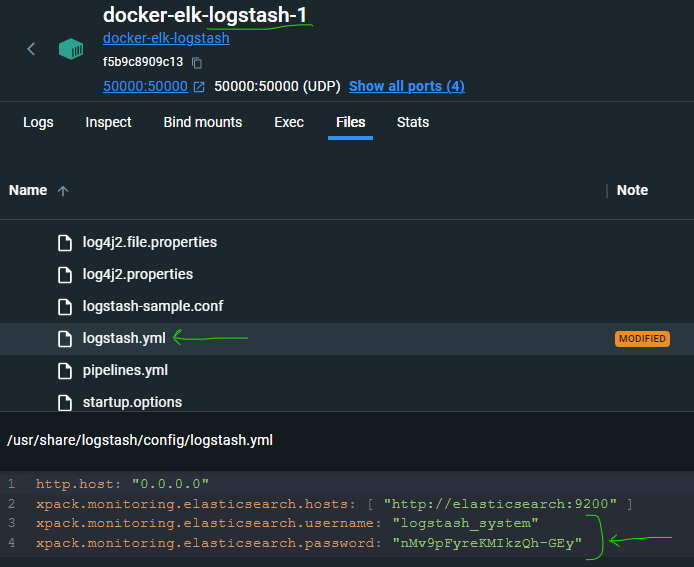 docker-elk-logstash-1
docker-elk-logstash
f5b9c8909c13
50000:50000 50000:50000 (UDP) Show all ports (4)
Logs Inspect Bind mounts Exec Files Stats
Name Note
log4j2.file.properties
log4j2.properties
logstash-sample.conf
logstash.yml MODIFIED
pipelines.yml
startup.options
/usr/share/logstash/config/logstash.yml
1 http.host: "0.0.0.0"
2 xpack.monitoring.elasticsearch.hosts: [ "http://elasticsearch:9200" ]
3 xpack.monitoring.elasticsearch.username: "logstash_system"
4 xpack.monitoring.elasticsearch.password: "nMv9pFyreKMIkzQh-GEy"